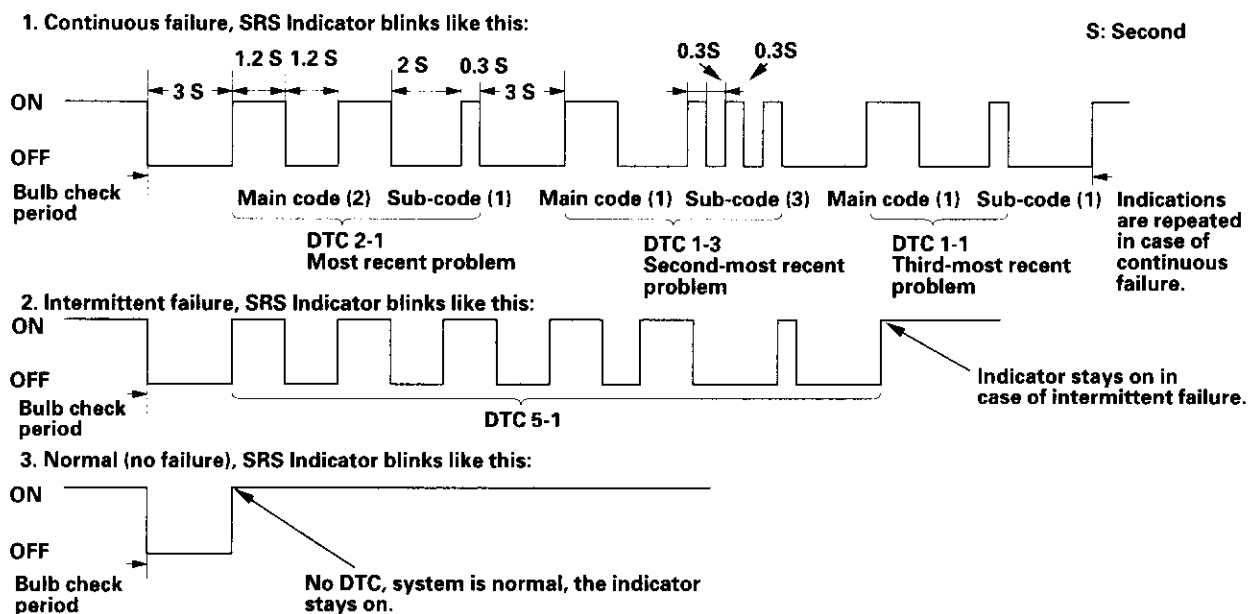 1. Continuous failure, SRS Indicator blinks like this:
S: Second
1.2 S 1.2 S 2 S 0.3 S 0.3S 0.3S
3 S 3 S
ON
OFF
Bulb check
period
Main code (2) Sub-code (1) Main code (1) Sub-code (3) Main code (1) Sub-code (1)
DTC 2-1
Most recent problem
DTC 1-3
Second-most recent
problem
DTC 1-1
Third-most recent
problem
Indications
are repeated
in case of
continuous
failure.
2. Intermittent failure, SRS Indicator blinks like this:
ON
OFF
Bulb check
period
DTC 5-1
Indicator stays on in
case of intermittent failure.
3. Normal (no failure), SRS Indicator blinks like this:
ON
OFF
Bulb check
period
No DTC, system is normal, the indicator
stays on.